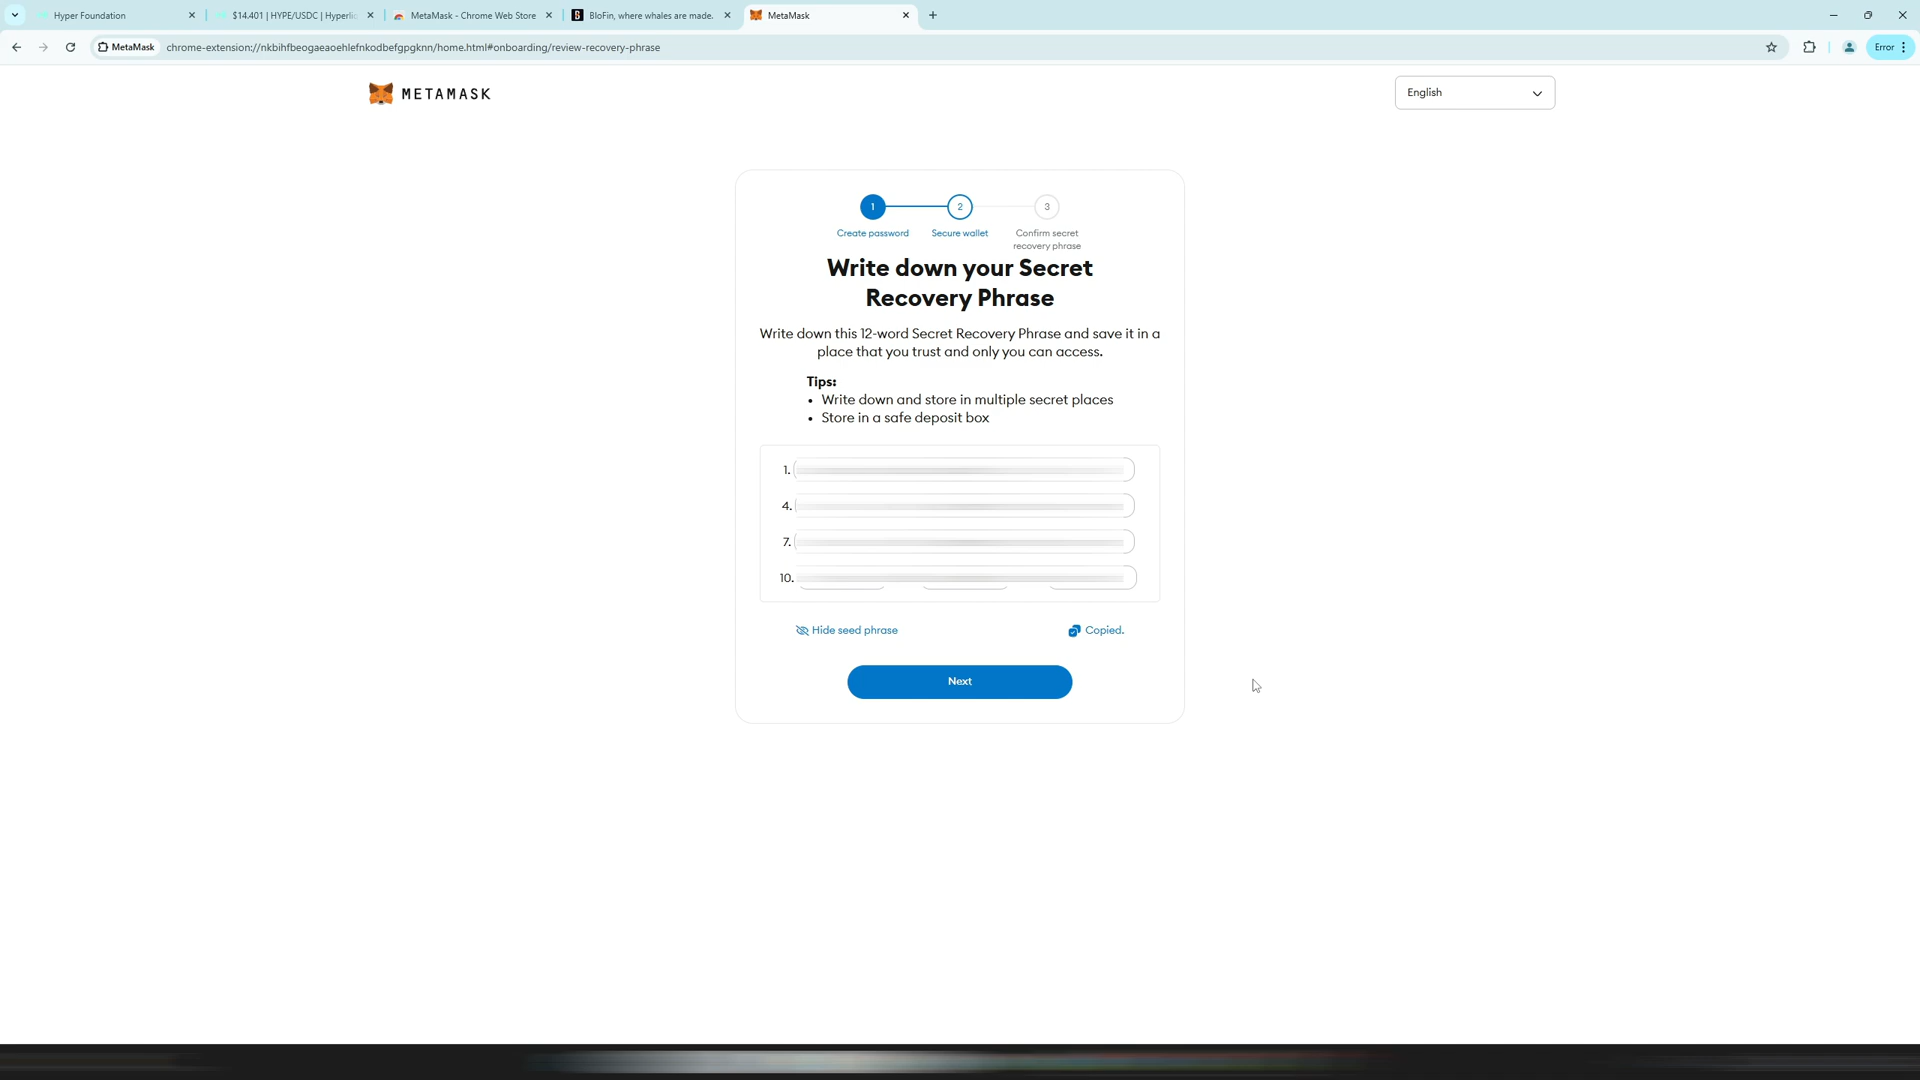 Hyper Foundation
$14.401 | HYPE/USDC | Hyperli
MetaMask - Chrome Web Store
BloFin, where whales are made.
MetaMask
MetaMask
chrome-extension://nkbihfbeogaeaoehlefnkodbefgpgknn/home.html#onboarding/review-recovery-phrase
Error
METAMASK
English
1
2
3
Create password
Secure wallet
Confirm secret
recovery phrase
Write down your Secret
Recovery Phrase
Write down this 12-word Secret Recovery Phrase and save it in a
place that you trust and only you can access.
Tips:
• Write down and store in multiple secret places
• Store in a safe deposit box
1.
4.
7.
10.
Hide seed phrase
Copied.
Next